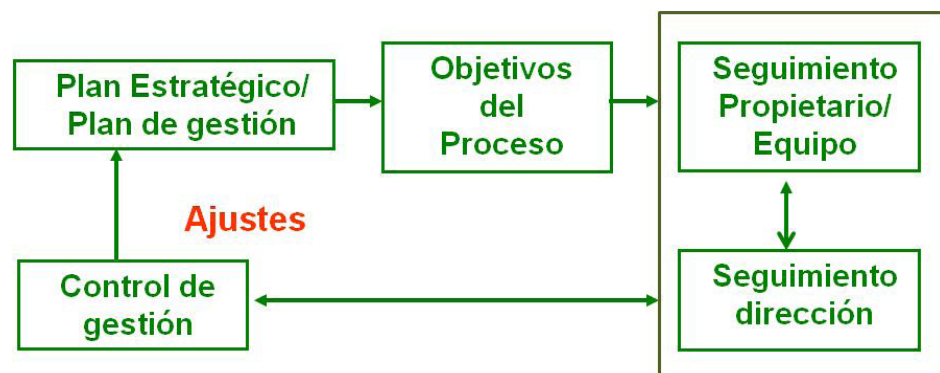 Plan Estratégico/
Plan de gestión
Objetivos
del
Proceso
Seguimiento
Propietario/
Equipo
Ajustes
Control de
gestión
Seguimiento
dirección